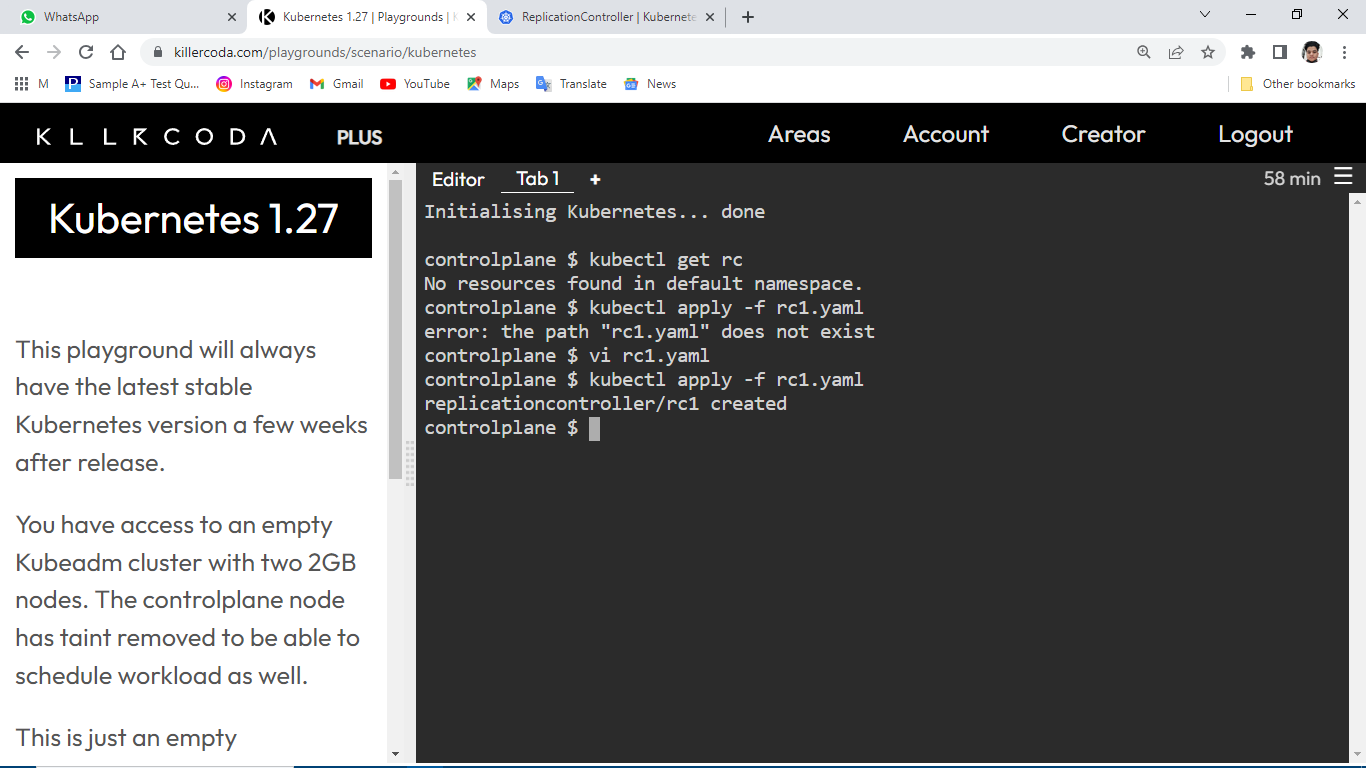 WhatsApp
Kubernetes 1.27 | Playgrounds |
ReplicationController | Kubernete
killercoda.com/playgrounds/scenario/kubernetes
M
Sample A+ Test Qu...
Instagram
Gmail
YouTube
Maps
Translate
News
Other bookmarks
KLLRCODA
PLUS
Areas
Account
Creator
Logout
Kubernetes 1.27
This playground will always
have the latest stable
Kubernetes version a few weeks
after release.
You have access to an empty
Kubeadm cluster with two 2GB
nodes. The controlplane node
has taint removed to be able to
schedule workload as well.
This is just an empty
Editor
Tab 1
+
58 min
Initialising Kubernetes... done
controlplane $ kubectl get rc
No resources found in default namespace.
controlplane $ kubectl apply -f rc1.yaml
error: the path "rc1.yaml" does not exist
controlplane $ vi rc1.yaml
controlplane $ kubectl apply -f rc1.yaml
replicationcontroller/rc1 created
controlplane $